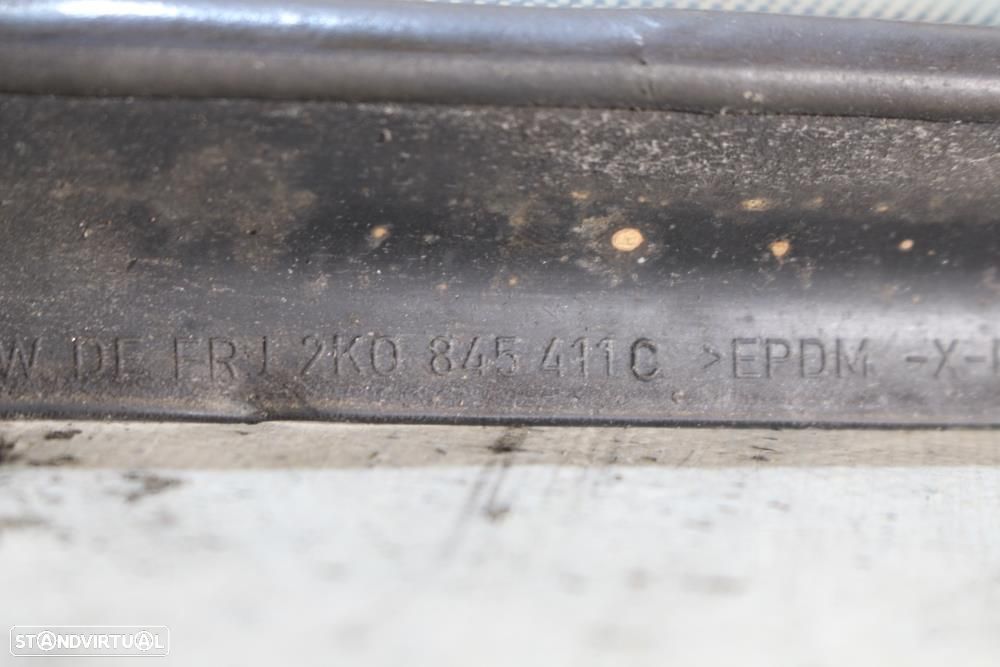 W DE FRJ 2K0 845 411C >EPDM -X-
STANDVIRTUAL